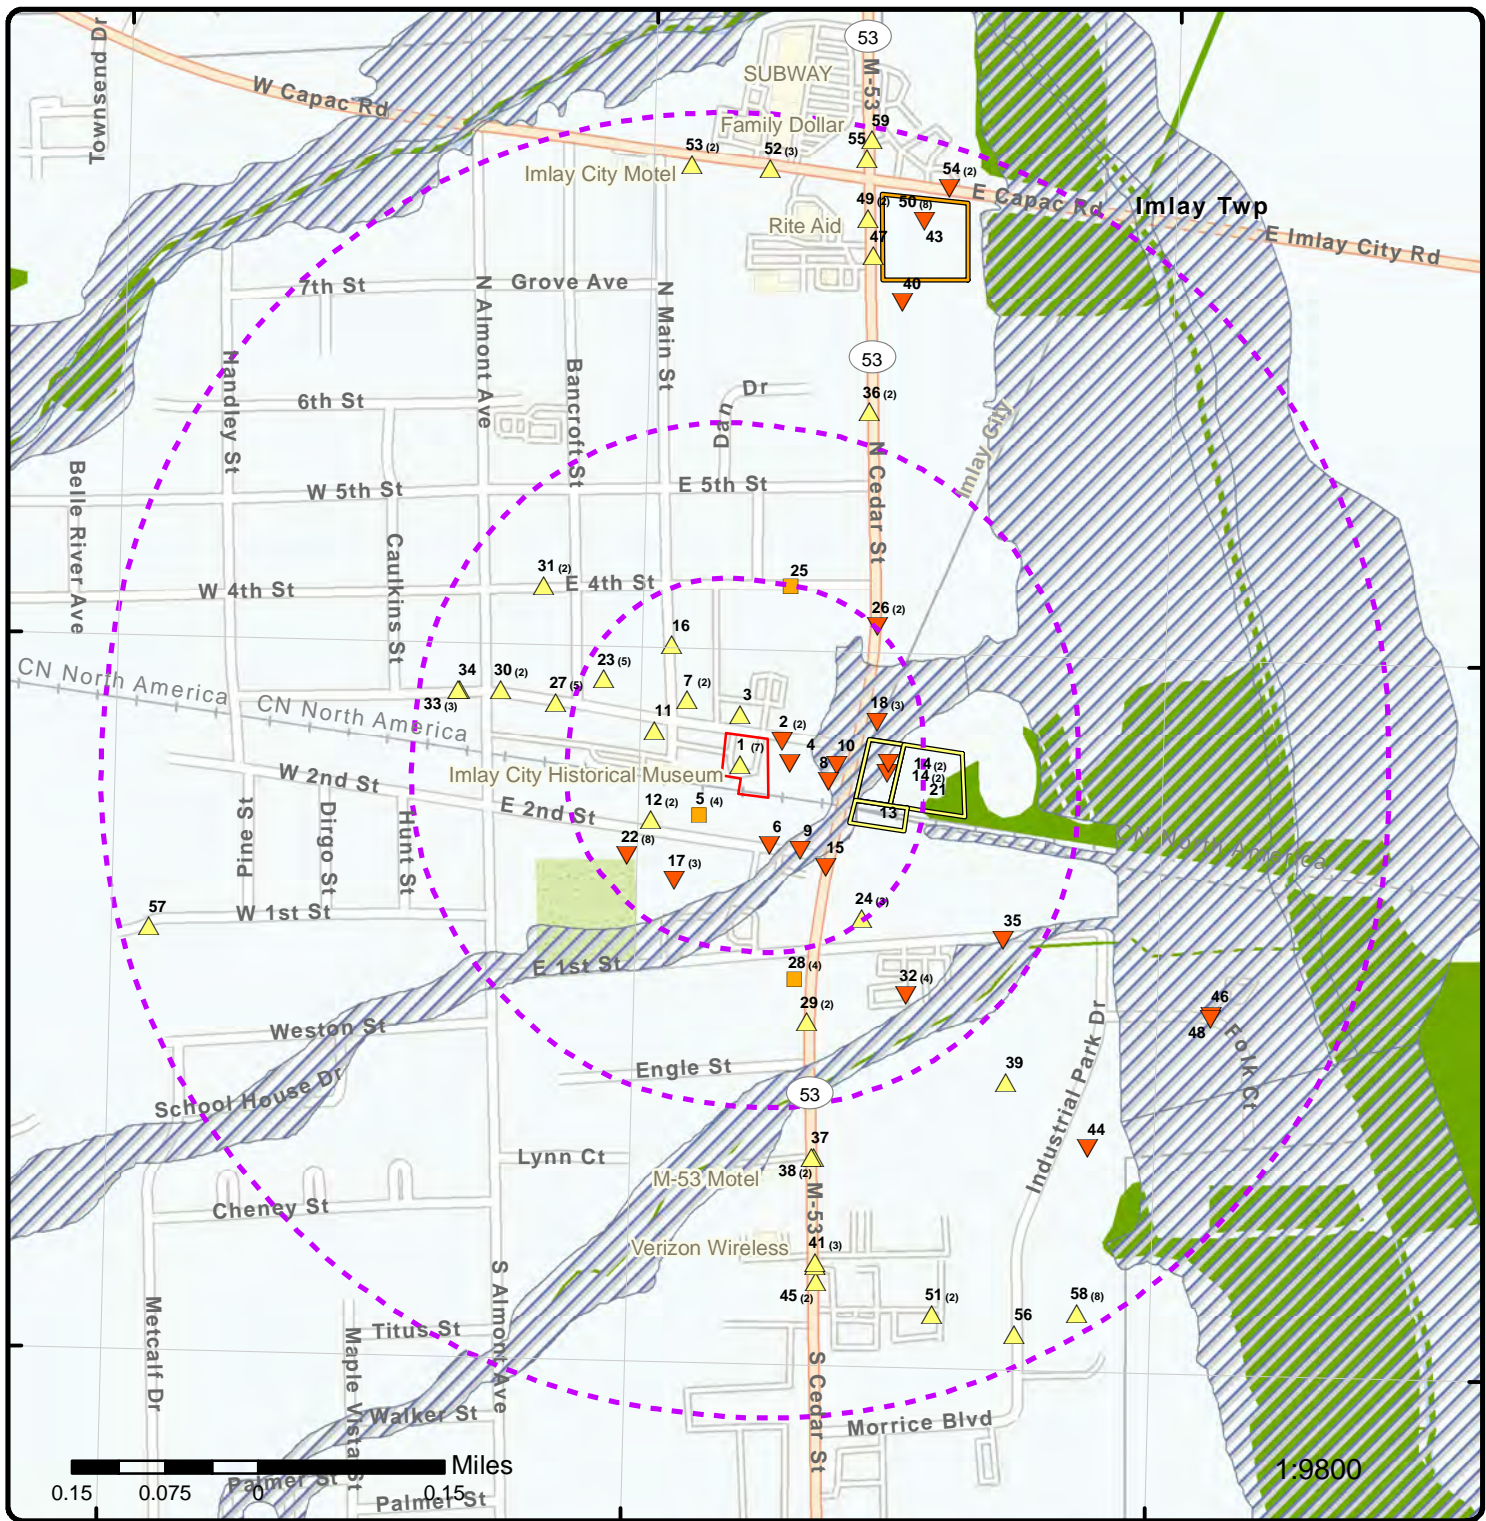 53
Townsend Dr
W Capac Rd
SUBWAY
M-53
Family Dollar
59
55
53 (2)
52 (3)
Imlay City Motel
54 (2)
E Capac Rd
Imlay Twp
E Imlay City Rd
49 (2)
50 (8)
43
Rite Aid
47
40
7th St
Grove Ave
N Almont Ave
N Main St
53
Handley St
Bancroft St
6th St
Dan Dr
36 (2)
N Cedar St
Imlay City
Belle River Ave
W 5th St
E 5th St
Caulkins St
31 (2)
E 4th St
25
W 4th St
26 (2)
16
CN North America
CN North America
34
33 (3)
30 (2)
27 (5)
23 (5)
7 (2)
3
11
18 (3)
2 (2)
4
10
8
1 (7)
14 (2)
14 (2)
21
13
Imlay City Historical Museum
W 2nd St
E 2nd St
12 (2)
5 (4)
6
9
15
22 (8)
17 (3)
CN North America
Pine St
Dirgo St
Hunt St
57
W 1st St
24 (3)
35
E 1st St
28 (4)
32 (4)
29 (2)
46
48
Folk Ct
Weston St
Engle St
School House Dr
53
39
Industrial Park Dr
44
37
38 (2)
Lynn Ct
M-53 Motel
M-53
Cheney St
Verizon Wireless
41 (3)
45 (2)
51 (2)
58 (8)
56
S Almont Ave
Metcalf Dr
Titus St
Maple Vista St
S Cedar St
Walker St
Morrice Blvd
Miles
1:9800
Palmer St
Palmer St
0.15 0.075 0 0.15